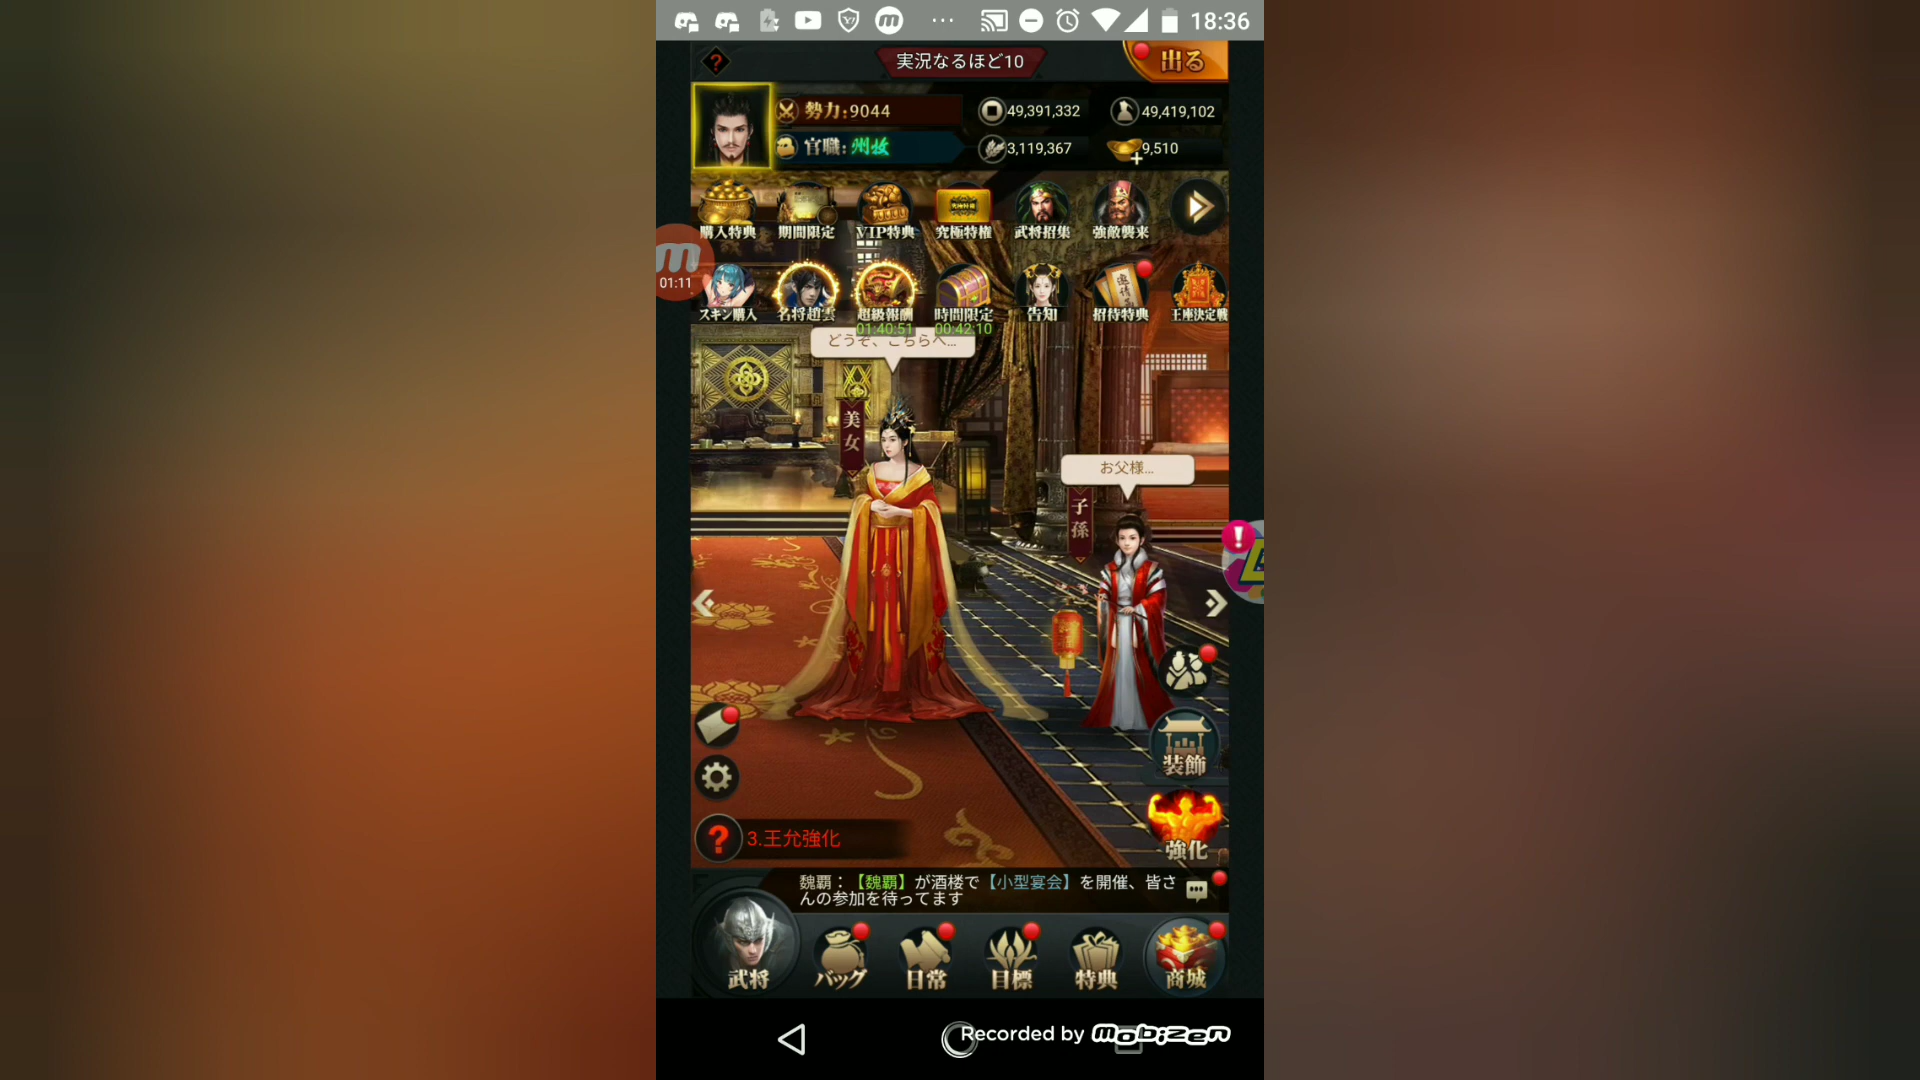 18:36
実況なるほど10
出る
勢力:9044
49,391,332
49,419,102
官職:州牧
3,119,367
9,510
購入特典
期間限定
VIP特典
究極特権
武将招集
強敵襲来
01:11
スキン購入
名将趙雲
超級報酬
時間限定
告知
招待特典
王座決定戦
01:40:51
00:42:10
どうぞ、こちらへ…
美女
お父様…
子孫
装飾
3.王允強化
強化
魏覇：【魏覇】が酒楼で【小型宴会】を開催、皆さ
んの参加を待ってます
武将
バッグ
日常
目標
特典
商城
Recorded by mobizen